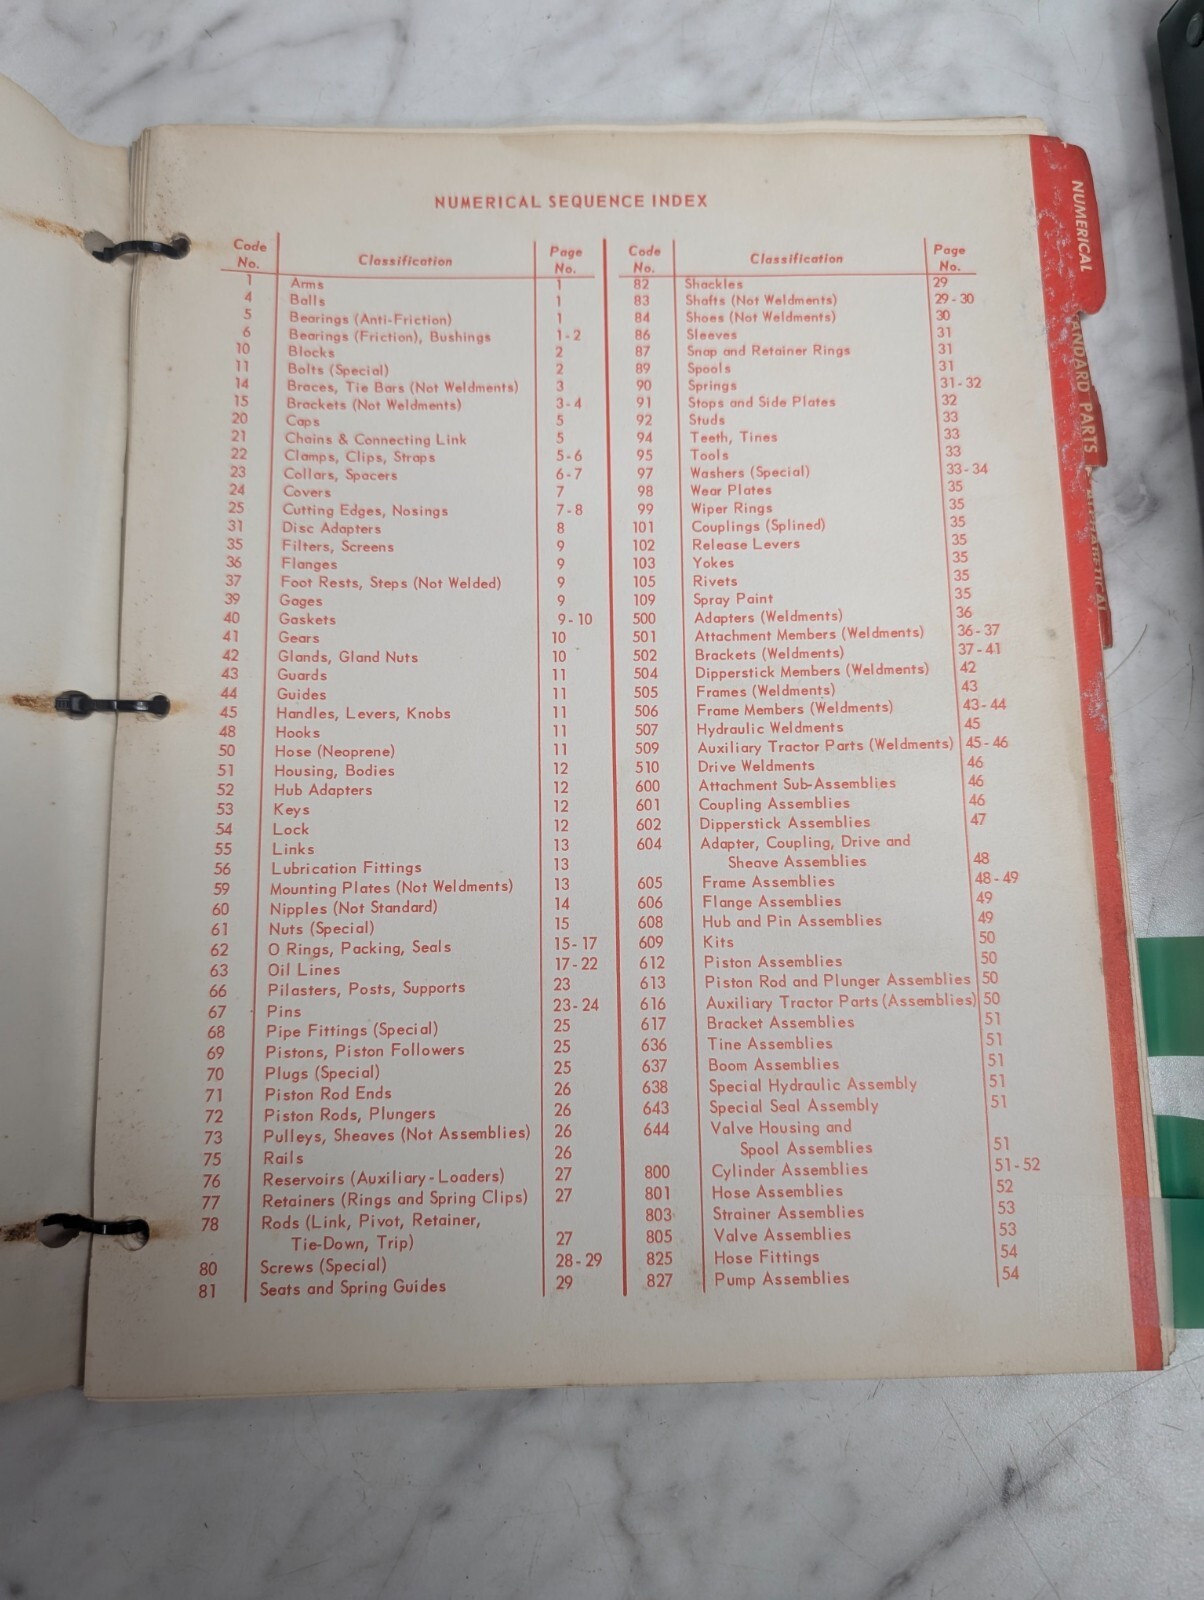 NUMERICAL SEQUENCE INDEX
Code No. Classification Page No.
1 Arms 1
4 Balls 1
5 Bearings (Anti-Friction) 1
6 Bearings (Friction), Bushings 1-2
10 Blocks 2
11 Bolts (Special) 2
14 Braces, Tie Bars (Not Weldments) 3
15 Brackets (Not Weldments) 3-4
20 Caps 5
21 Chains & Connecting Link 5
22 Clamps, Clips, Straps 5-6
23 Collars, Spacers 6-7
24 Covers 7
25 Cutting Edges, Nosings 7-8
31 Disc Adapters 8
35 Filters, Screens 9
36 Flanges 9
37 Foot Rests, Steps (Not Welded) 9
39 Gages 9
40 Gaskets 9-10
41 Gears 10
42 Glands, Gland Nuts 10
43 Guards 11
44 Guides 11
45 Handles, Levers, Knobs 11
48 Hooks 11
50 Hose (Neoprene) 11
51 Housing, Bodies 12
52 Hub Adapters 12
53 Keys 12
54 Lock 12
55 Links 13
56 Lubrication Fittings 13
59 Mounting Plates (Not Weldments) 13
60 Nipples (Not Standard) 14
61 Nuts (Special) 15
62 O Rings, Packing, Seals 15-17
63 Oil Lines 17-22
66 Pilasters, Posts, Supports 23
67 Pins 23-24
68 Pipe Fittings (Special) 25
69 Pistons, Piston Followers 25
70 Plugs (Special) 25
71 Piston Rod Ends 26
72 Piston Rods, Plungers 26
73 Pulleys, Sheaves (Not Assemblies) 26
75 Rails 26
76 Reservoirs (Auxiliary-Loaders) 27
77 Retainers (Rings and Spring Clips) 27
78 Rods (Link, Pivot, Retainer,
Tie-Down, Trip) 27
80 Screws (Special) 28-29
81 Seats and Spring Guides 29
Code No. Classification Page No.
82 Shackles 29
83 Shafts (Not Weldments) 29-30
84 Shoes (Not Weldments) 30
86 Sleeves 31
87 Snap and Retainer Rings 31
89 Spools 31
90 Springs 31-32
91 Stops and Side Plates 32
92 Studs 33
94 Teeth, Tines 33
95 Tools 33
97 Washers (Special) 33-34
98 Wear Plates 35
99 Wiper Rings 35
101 Couplings (Splined) 35
102 Release Levers 35
103 Yokes 35
105 Rivets 35
109 Spray Paint 35
500 Adapters (Weldments) 36
501 Attachment Members (Weldments) 36-37
502 Brackets (Weldments) 37-41
504 Dipperstick Members (Weldments) 42
505 Frames (Weldments) 43
506 Frame Members (Weldments) 43-44
507 Hydraulic Weldments 45
509 Auxiliary Tractor Parts (Weldments) 45-46
510 Drive Weldments 46
600 Attachment Sub-Assemblies 46
601 Coupling Assemblies 46
602 Dipperstick Assemblies 47
604 Adapter, Coupling, Drive and
Sheave Assemblies 48
605 Frame Assemblies 48-49
606 Flange Assemblies 49
608 Hub and Pin Assemblies 49
609 Kits 50
612 Piston Assemblies 50
613 Piston Rod and Plunger Assemblies 50
616 Auxiliary Tractor Parts (Assemblies) 50
617 Bracket Assemblies 51
636 Tine Assemblies 51
637 Boom Assemblies 51
638 Special Hydraulic Assembly 51
643 Special Seal Assembly 51
644 Valve Housing and
Spool Assemblies 51
800 Cylinder Assemblies 51-52
801 Hose Assemblies 52
803 Strainer Assemblies 53
805 Valve Assemblies 53
825 Hose Fittings 54
827 Pump Assemblies 54
NUMERICAL
ANDARD PARTS